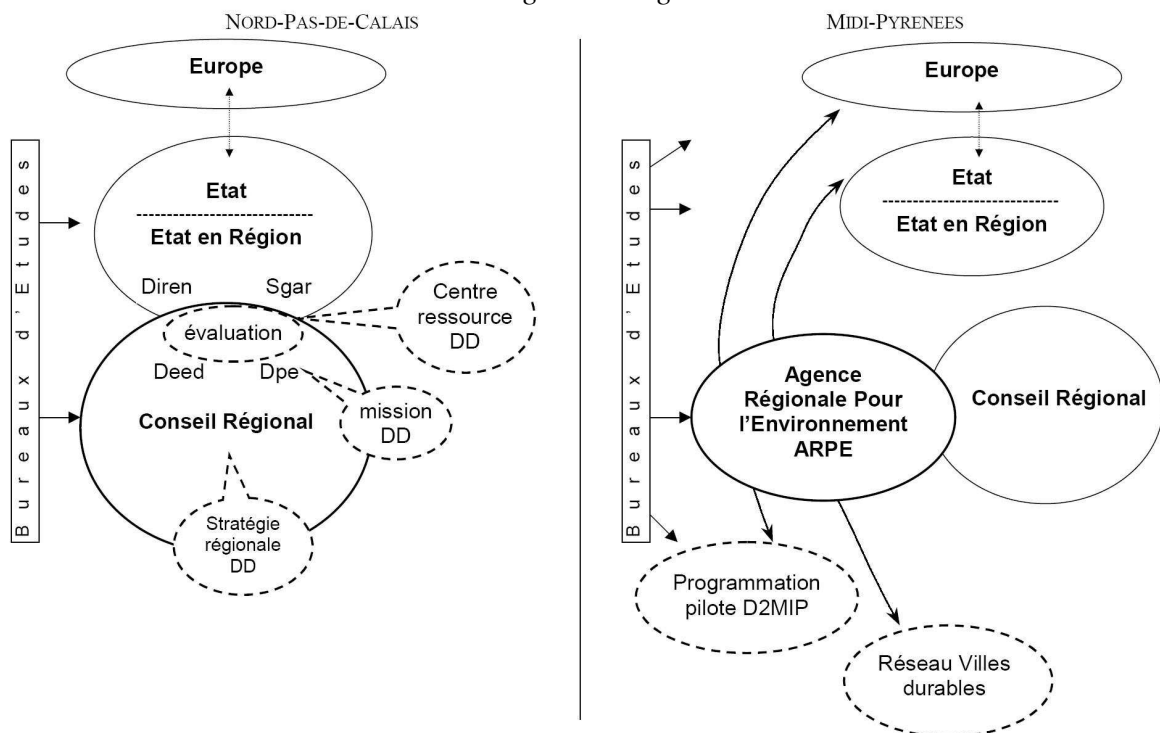 NORD-PAS-DE-CALAIS
Europe
Bureaux d'Etudes
Etat
Etat en Région
Diren Sgar
évaluation
Centre
ressource
DD
Deed Dpe
mission
DD
Conseil Régional
Stratégie
régionale
DD
MIDI-PYRENEES
Europe
Bureaux d'Etudes
Etat
Etat en Région
Agence
Régionale Pour
l'Environnement
ARPE
Conseil Régional
Programmation
pilote D2MIP
Réseau Villes
durables